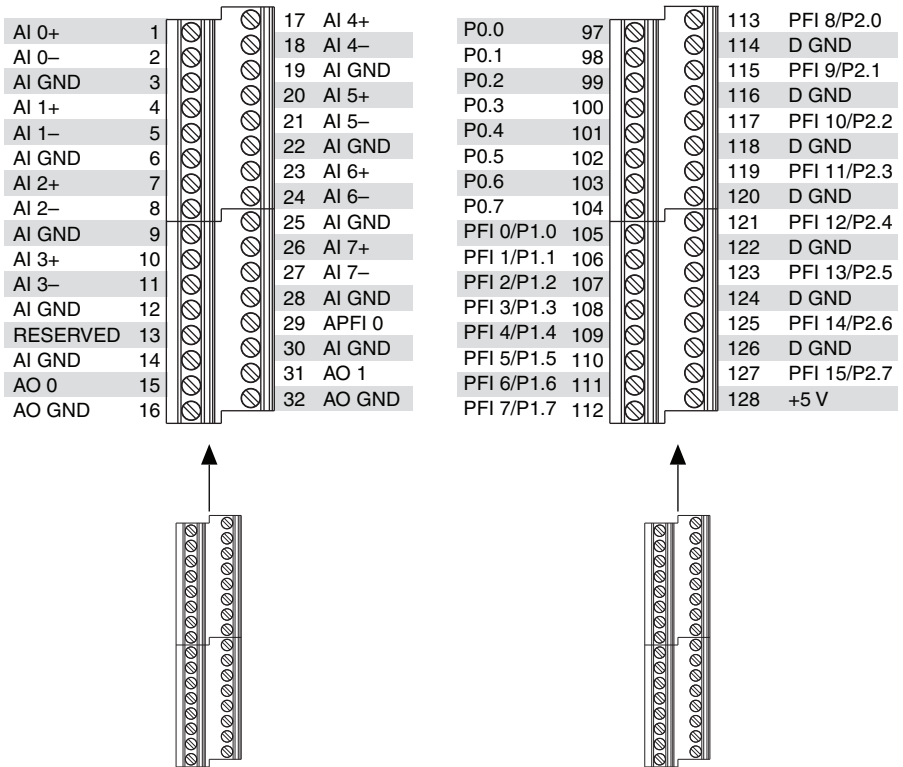 AI 0+ 1
AI 0– 2
AI GND 3
AI 1+ 4
AI 1– 5
AI GND 6
AI 2+ 7
AI 2– 8
AI GND 9
AI 3+ 10
AI 3– 11
AI GND 12
RESERVED 13
AI GND 14
AO 0 15
AO GND 16
17 AI 4+
18 AI 4–
19 AI GND
20 AI 5+
21 AI 5–
22 AI GND
23 AI 6+
24 AI 6–
25 AI GND
26 AI 7+
27 AI 7–
28 AI GND
29 APFI 0
30 AI GND
31 AO 1
32 AO GND
P0.0 97
P0.1 98
P0.2 99
P0.3 100
P0.4 101
P0.5 102
P0.6 103
P0.7 104
PFI 0/P1.0 105
PFI 1/P1.1 106
PFI 2/P1.2 107
PFI 3/P1.3 108
PFI 4/P1.4 109
PFI 5/P1.5 110
PFI 6/P1.6 111
PFI 7/P1.7 112
113 PFI 8/P2.0
114 D GND
115 PFI 9/P2.1
116 D GND
117 PFI 10/P2.2
118 D GND
119 PFI 11/P2.3
120 D GND
121 PFI 12/P2.4
122 D GND
123 PFI 13/P2.5
124 D GND
125 PFI 14/P2.6
126 D GND
127 PFI 15/P2.7
128 +5 V